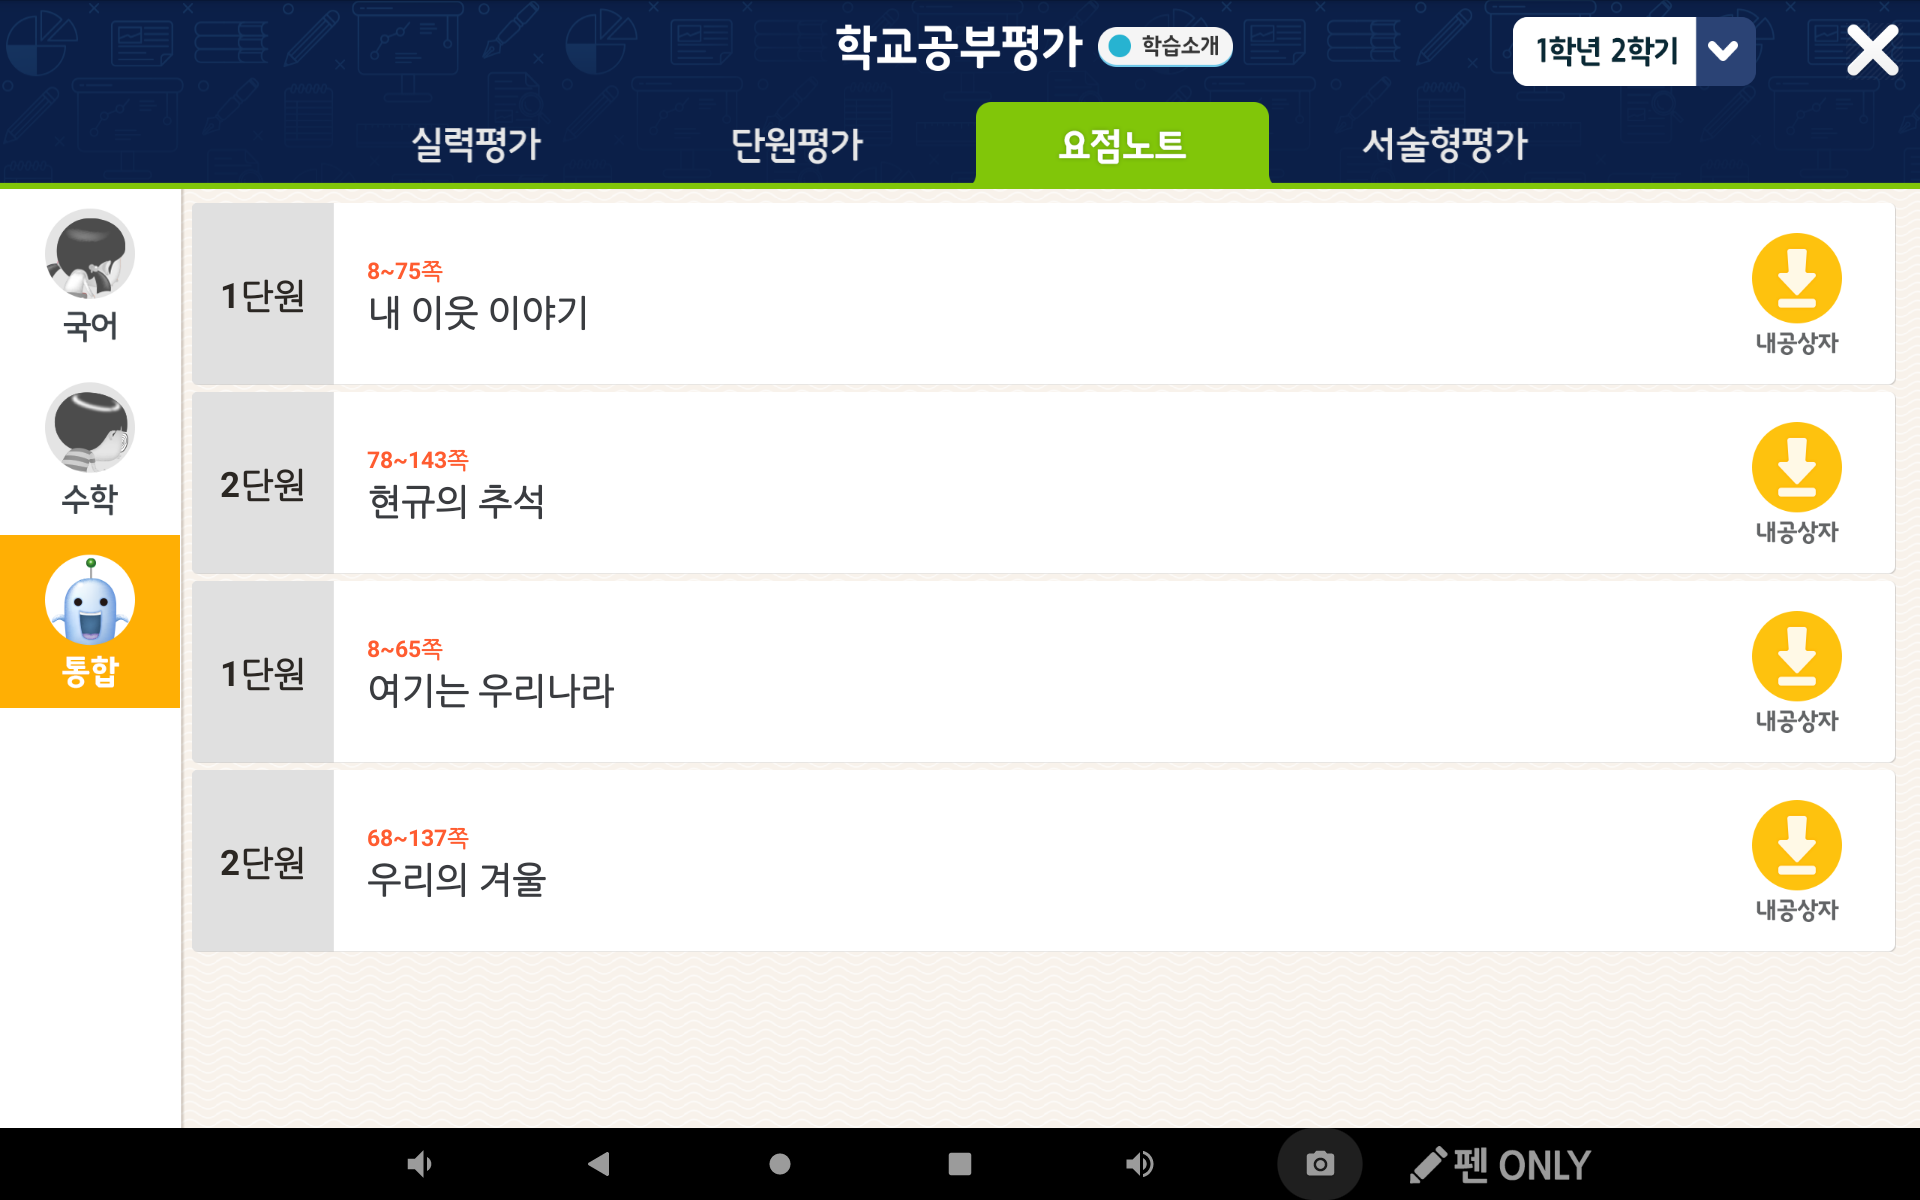 학교공부평가
학습소개
1학년 2학기
실력평가
단원평가
요점노트
서술형평가
국어
수학
통합
1단원
8~75쪽
내 이웃 이야기
내공상자
2단원
78~143쪽
현규의 추석
내공상자
1단원
8~65쪽
여기는 우리나라
내공상자
2단원
68~137쪽
우리의 겨울
내공상자
펜 ONLY